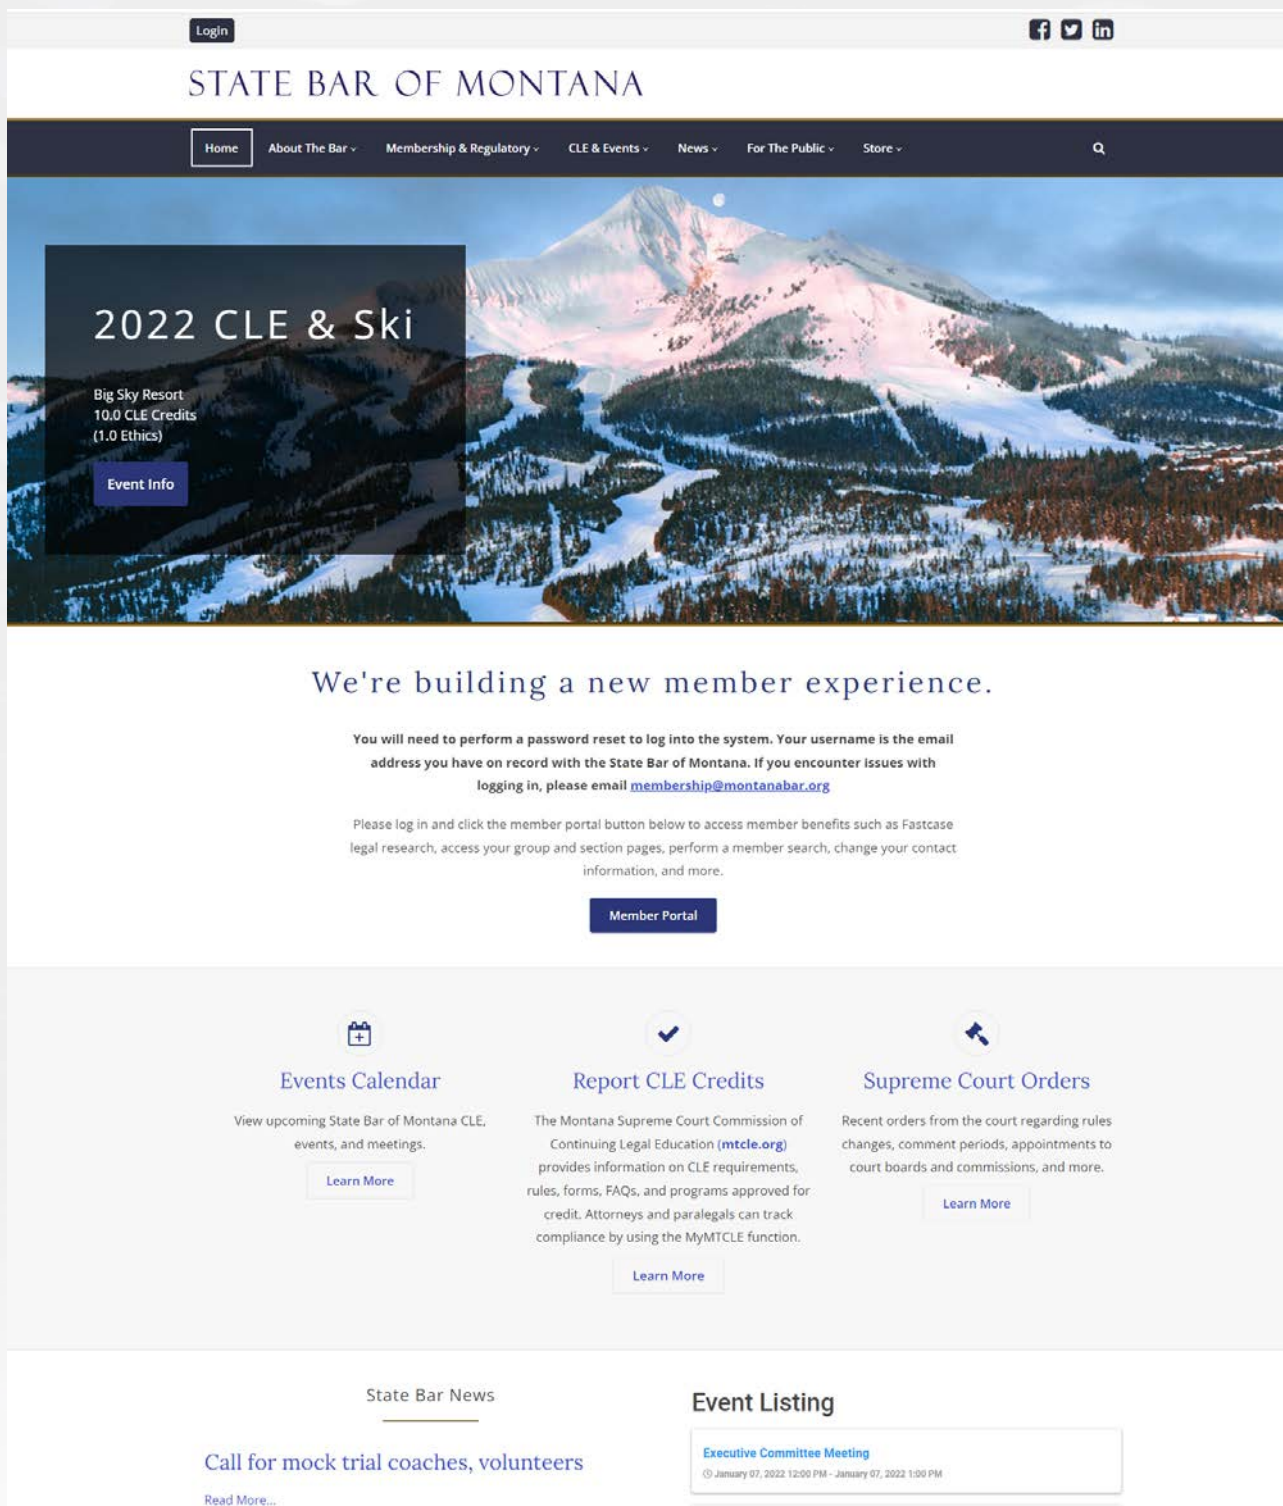 Login
STATE BAR OF MONTANA
Home About The Bar Membership & Regulatory CLE & Events News For The Public Store
2022 CLE & Ski
Big Sky Resort
10.0 CLE Credits
(1.0 Ethics)
Event Info
We're building a new member experience.
You will need to perform a password reset to log into the system. Your username is the email
address you have on record with the State Bar of Montana. If you encounter issues with
logging in, please email membership@montanabar.org
Please log in and click the member portal button below to access member benefits such as Fastcase
legal research, access your group and section pages, perform a member search, change your contact
information, and more.
Member Portal
Events Calendar
View upcoming State Bar of Montana CLE,
events, and meetings.
Learn More
Report CLE Credits
The Montana Supreme Court Commission of
Continuing Legal Education (mtcle.org)
provides information on CLE requirements,
rules, forms, FAQs, and programs approved for
credit. Attorneys and paralegals can track
compliance by using the MyMTCLE function.
Learn More
Supreme Court Orders
Recent orders from the court regarding rules
changes, comment periods, appointments to
court boards and commissions, and more.
Learn More
State Bar News
Call for mock trial coaches, volunteers
Read More...
Event Listing
Executive Committee Meeting
January 07, 2022 12:00 PM - January 07, 2022 1:00 PM